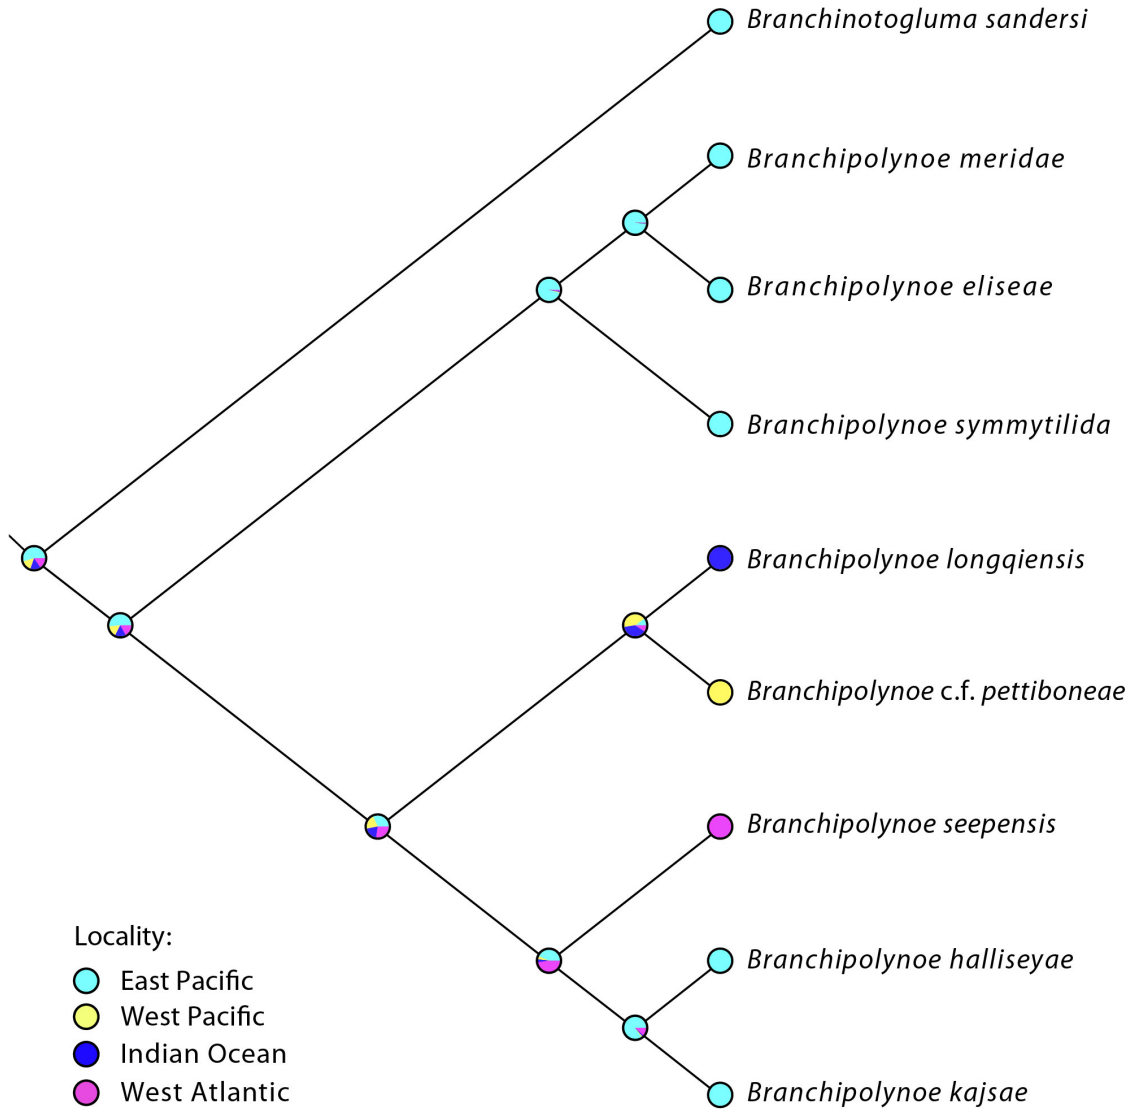 Branchinotogluma sandersi
Branchipolynoe meridae
Branchipolynoe eliseae
Branchipolynoe symmytilida
Branchipolynoe longqiensis
Branchipolynoe c.f. pettiboneae
Branchipolynoe seepensis
Branchipolynoe halliseyae
Branchipolynoe kajsae
Locality:
East Pacific
West Pacific
Indian Ocean
West Atlantic